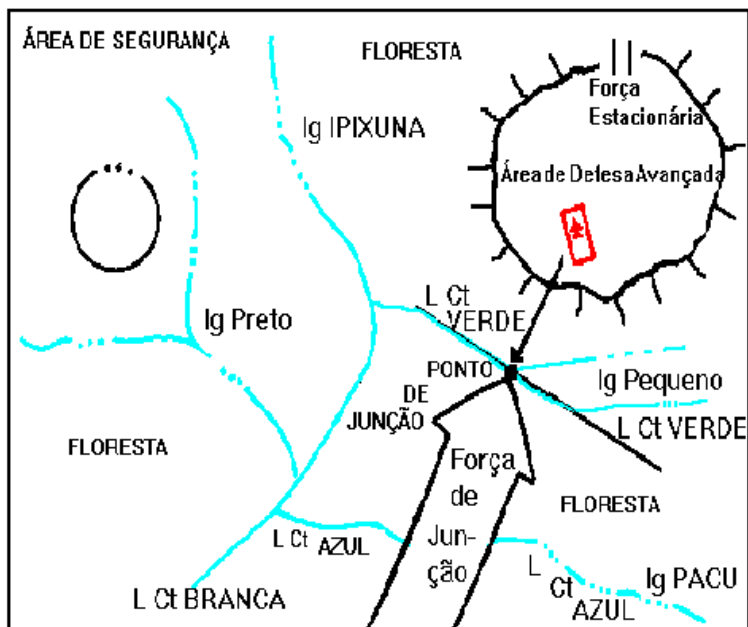 ÁREA DE SEGURANÇA
FLORESTA
Força
Estacionária
Ig IPIXUNA
Área de Defesa Avançada
L Ct
VERDE
Ig Preto
PONTO
DE
JUNÇÃO
Ig Pequeno
L Ct VERDE
FLORESTA
Força
de
Jun-
ção
FLORESTA
L Ct AZUL
L
Ct
AZUL
Ig PACU
L Ct BRANCA